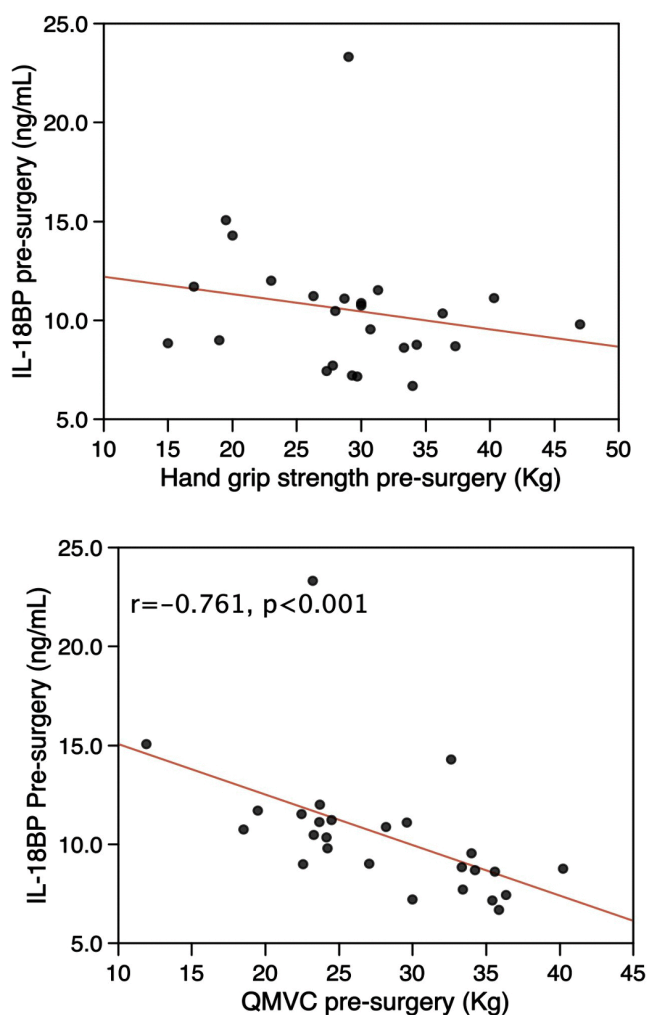 25.0
20.0
15.0
10.0
5.0
IL-18BP pre-surgery (ng/mL)
10 15 20 25 30 35 40 45 50
Hand grip strength pre-surgery (Kg)
25.0
20.0
15.0
10.0
5.0
IL-18BP Pre-surgery (ng/mL)
r=−0.761, p<0.001
10 15 20 25 30 35 40 45
QMVC pre-surgery (Kg)